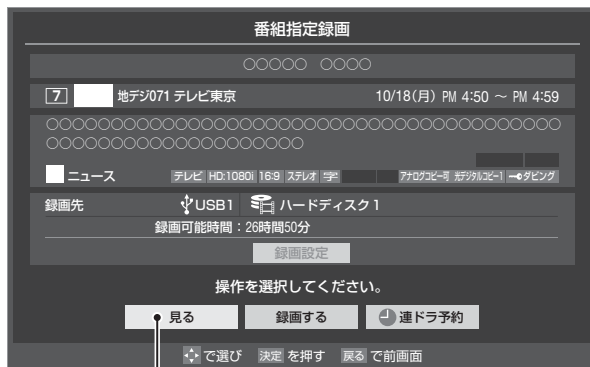 番組指定録画
○○○○○ ○○○○
7 地デジ071 テレビ東京 10/18(月) PM 4:50 ~ PM 4:59
○○○○○○○○○○○○○○○○○○○○○○○○○○○○○○○○○○○
○○○○○○○○○○○○○○○○○○
ニュース テレビ HD:1080i 16:9 ステレオ 字 アナログコピー可 光デジタルコピー1 ダビング
録画先 USB1 ハードディスク1
録画可能時間:26時間50分
録画設定
操作を選択してください。
見る 録画する 連ドラ予約
で選び 決定 を押す 戻る で前画面